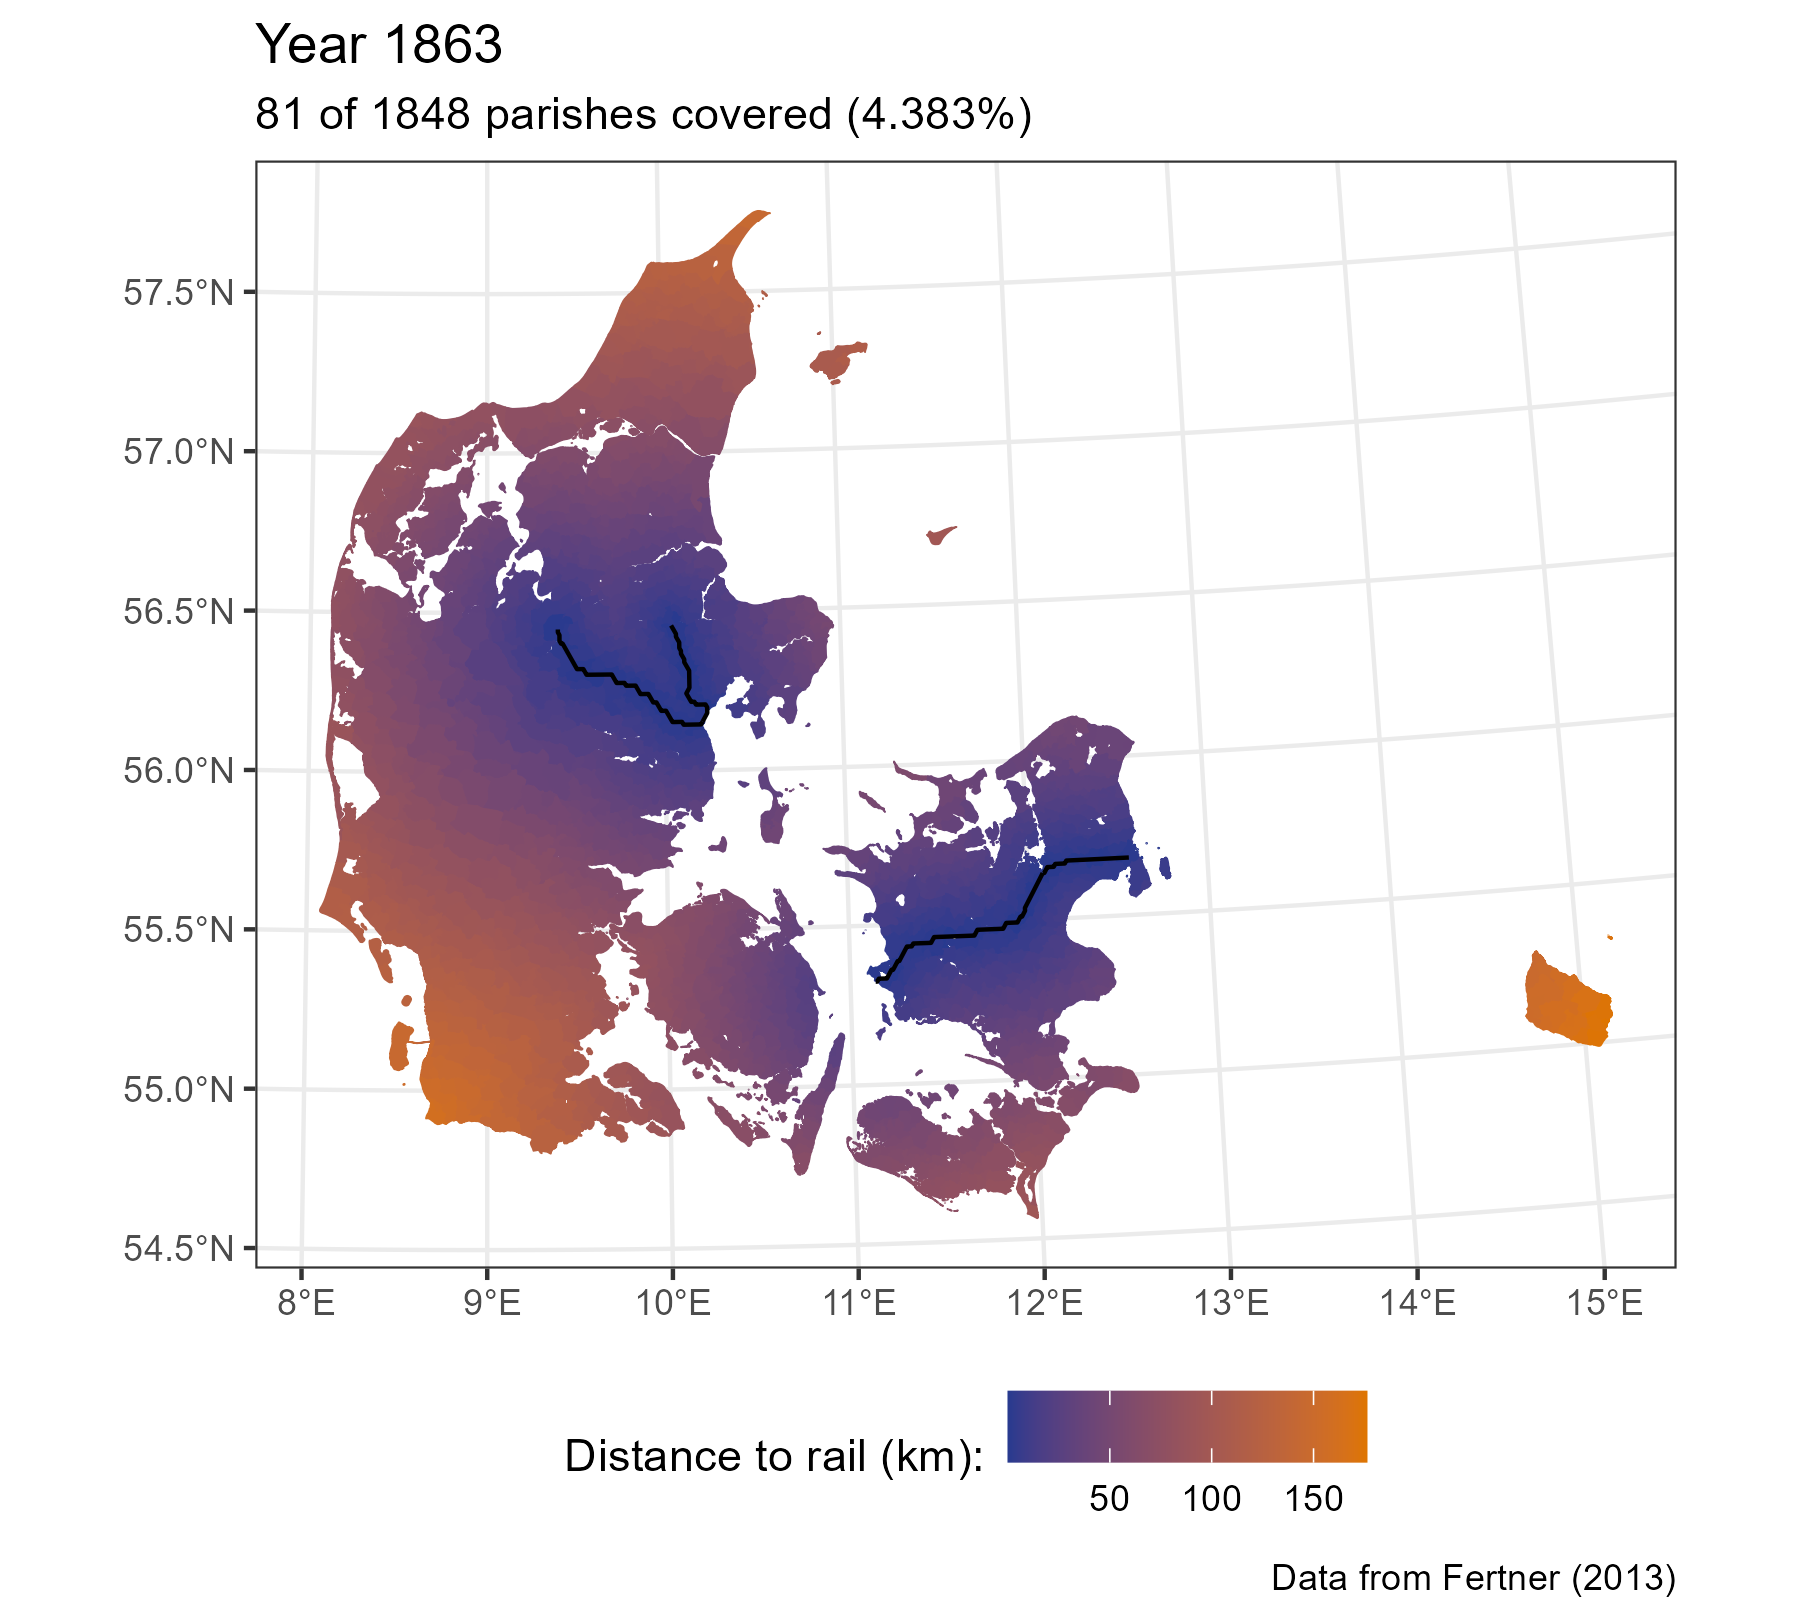 Year 1863
81 of 1848 parishes covered (4.383%)
57.5°N
57.0°N
56.5°N
56.0°N
55.5°N
55.0°N
54.5°N
8°E 9°E 10°E 11°E 12°E 13°E 14°E 15°E
Distance to rail (km):
50 100 150
Data from Fertner (2013)